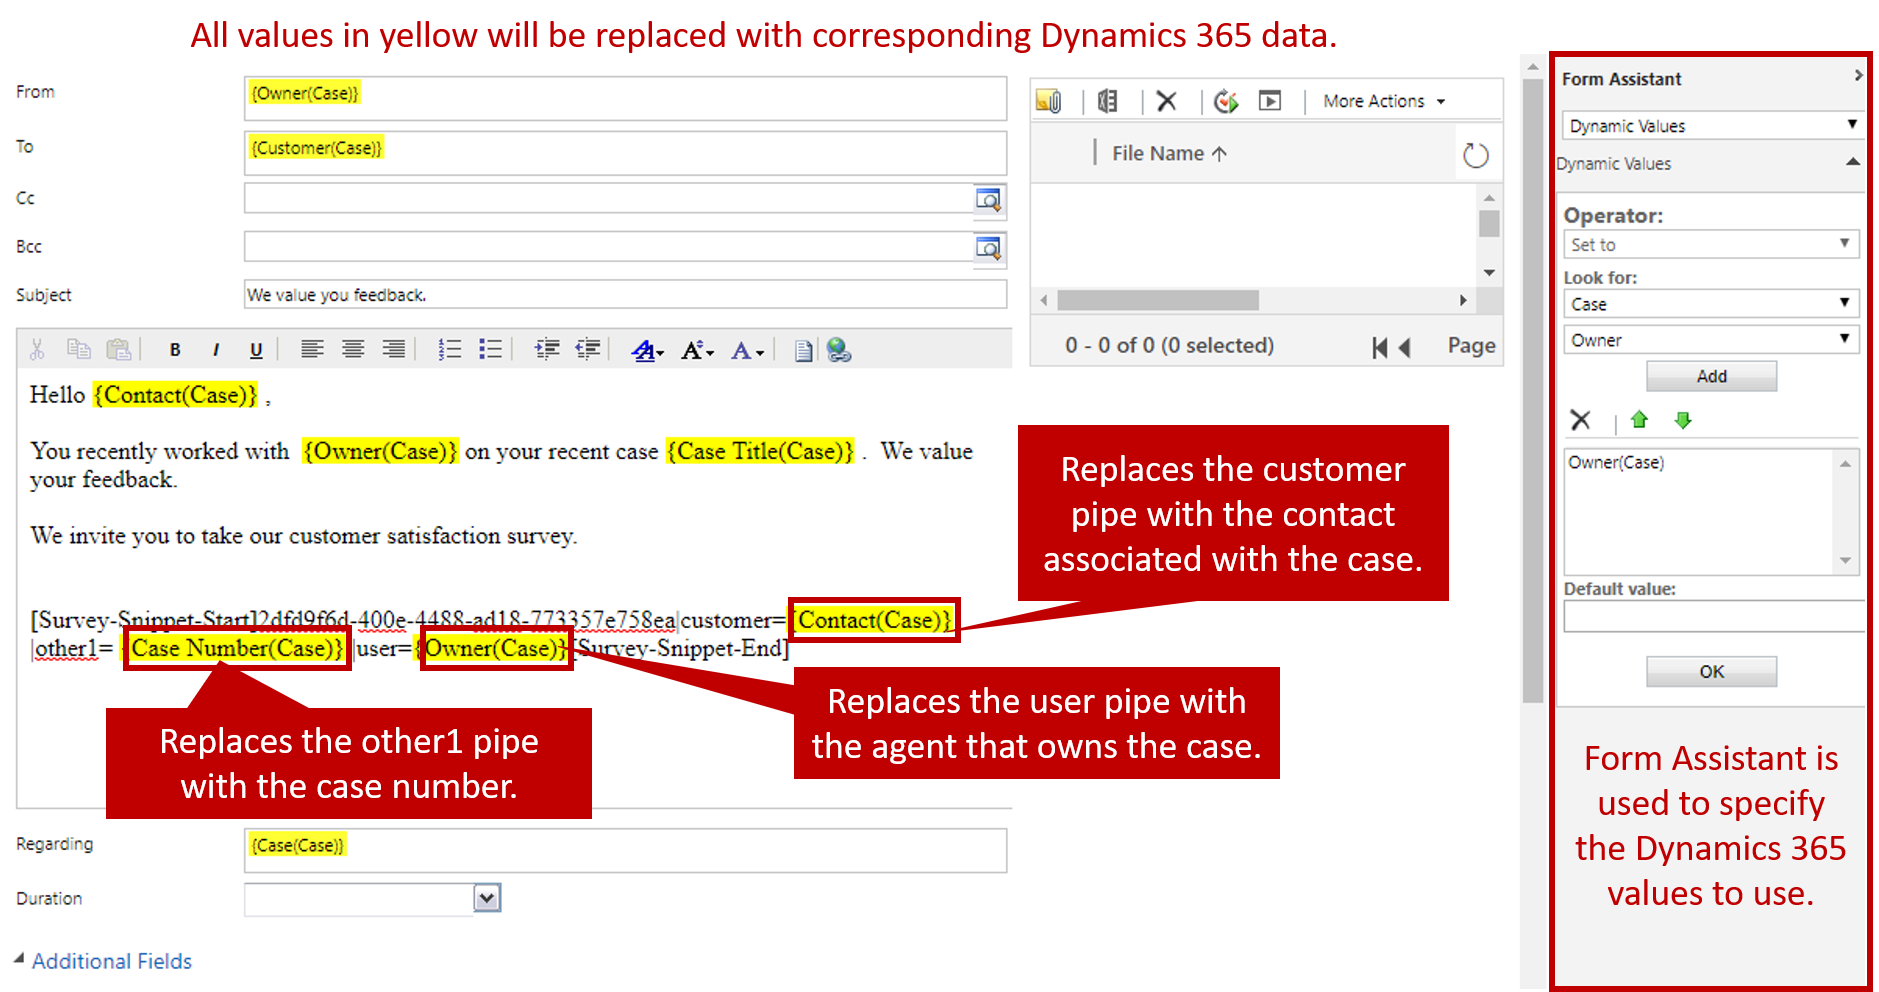 All values in yellow will be replaced with corresponding Dynamics 365 data.
From
{Owner(Case)}
To
{Customer(Case)}
Cc
Bcc
Subject
We value you feedback.
B I U
A A A
Hello {Contact(Case)} ,
You recently worked with {Owner(Case)} on your recent case {Case Title(Case)} . We value
your feedback.
We invite you to take our customer satisfaction survey.
[Survey-Snippet-Start]2dfd9f6d-400e-4488-ad18-773357e758ea|customer={Contact(Case)}
|other1= {Case Number(Case)} |user={Owner(Case)}[Survey-Snippet-End]
Replaces the customer
pipe with the contact
associated with the case.
Replaces the user pipe with
the agent that owns the case.
Replaces the other1 pipe
with the case number.
Regarding
{Case(Case)}
Duration
Additional Fields
More Actions
File Name
0 - 0 of 0 (0 selected)
Page
Form Assistant
Dynamic Values
Dynamic Values
Operator:
Set to
Look for:
Case
Owner
Add
Owner(Case)
Default value:
OK
Form Assistant is
used to specify
the Dynamics 365
values to use.